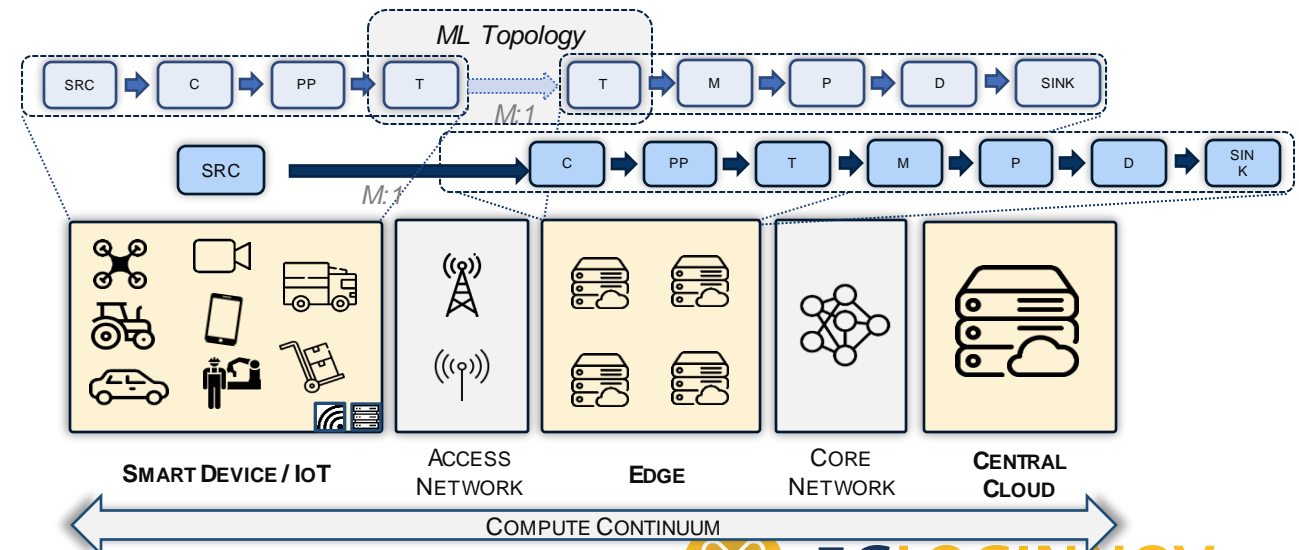 ML Topology
SRC
C
PP
T
T
M
P
D
SINK
M:1
SRC
C
PP
T
M
P
D
SIN
K
M:1
SMART DEVICE / IOT
ACCESS
NETWORK
EDGE
CORE
NETWORK
CENTRAL
CLOUD
COMPUTE CONTINUUM